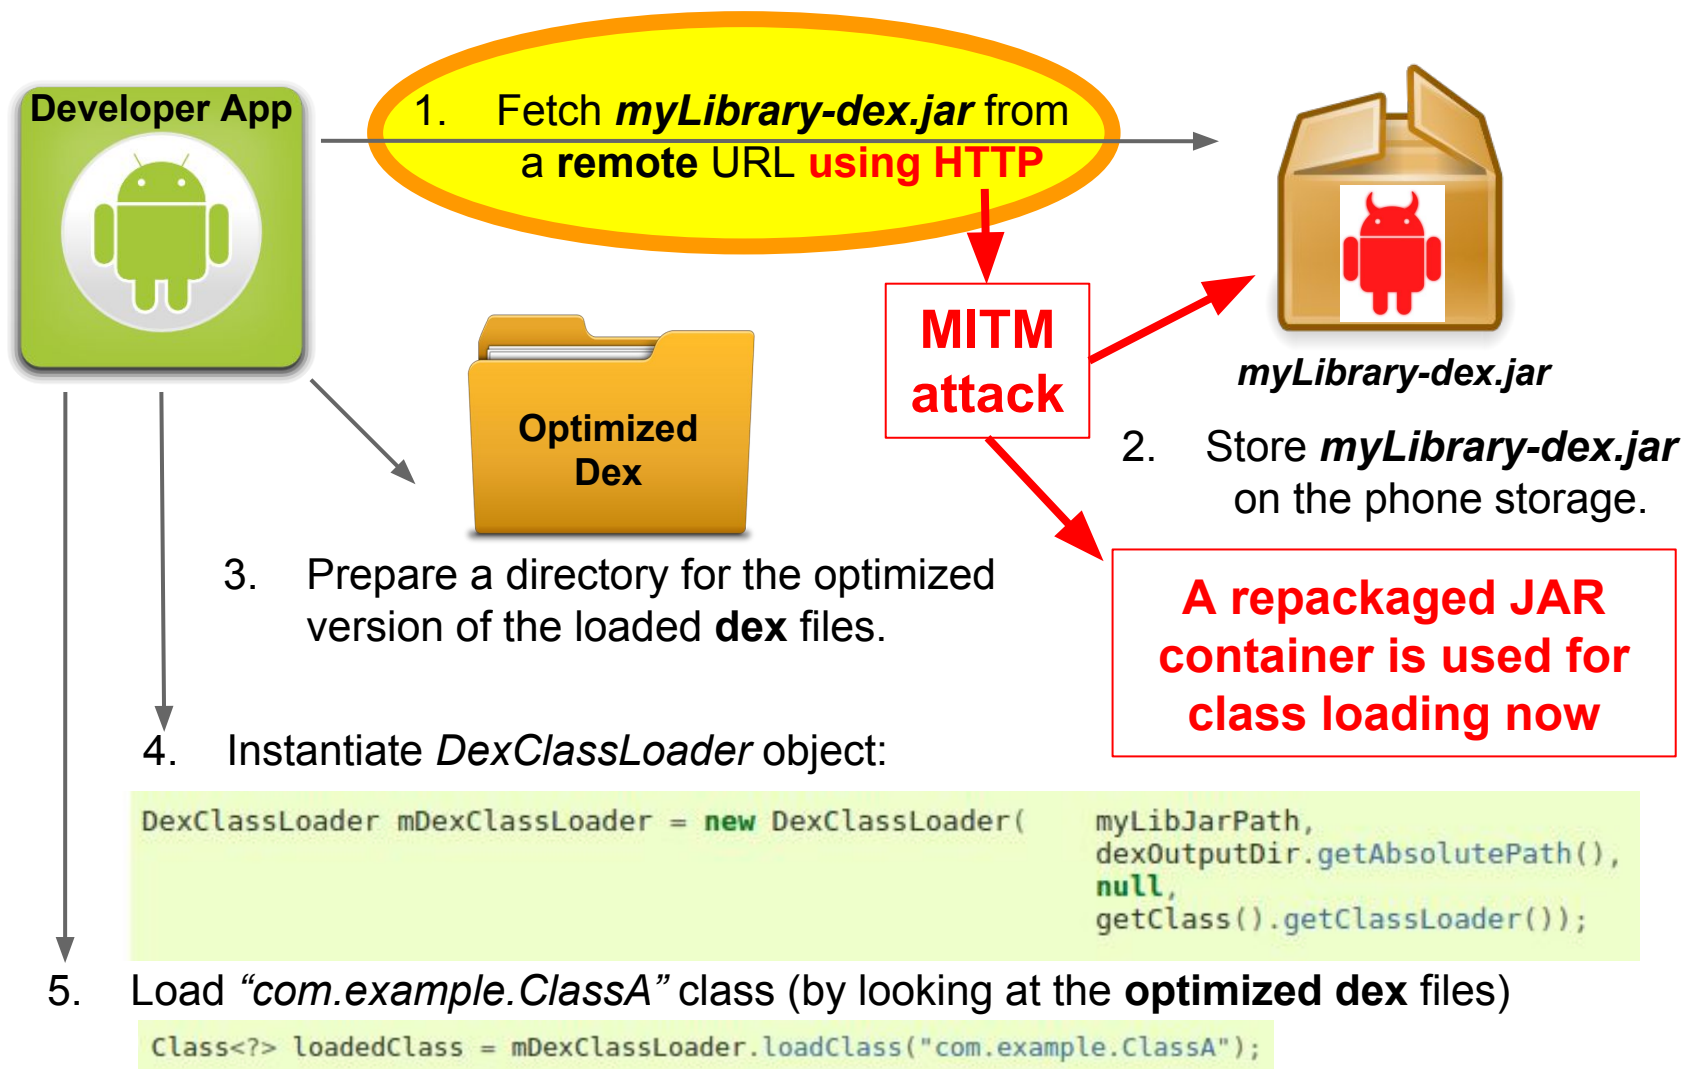 Developer App
1. Fetch myLibrary-dex.jar from
a remote URL using HTTP
MITM
attack
myLibrary-dex.jar
2. Store myLibrary-dex.jar
on the phone storage.
Optimized
Dex
3. Prepare a directory for the optimized
version of the loaded dex files.
A repackaged JAR
container is used for
class loading now
4. Instantiate DexClassLoader object:
DexClassLoader mDexClassLoader = new DexClassLoader( myLibJarPath,
dexOutputDir.getAbsolutePath(),
null,
getClass().getClassLoader());
5. Load “com.example.ClassA” class (by looking at the optimized dex files)
Class<?> loadedClass = mDexClassLoader.loadClass("com.example.ClassA");